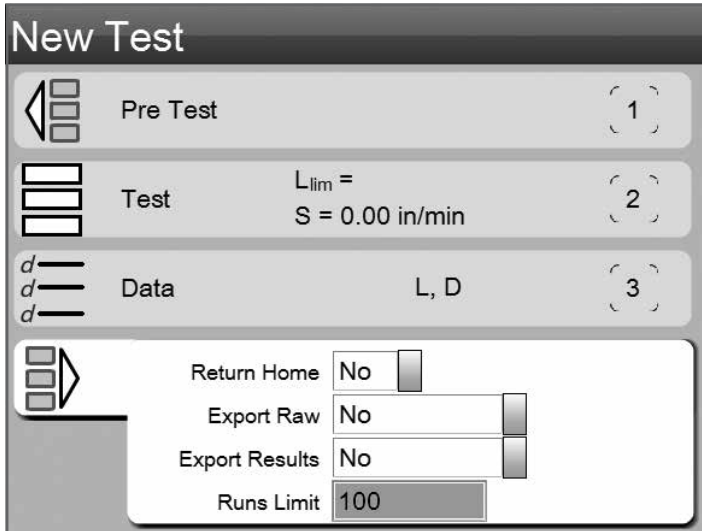 New Test
Pre Test 1
Test L_lim =
S = 0.00 in/min 2
d
d
d
Data L, D 3
Return Home No
Export Raw No
Export Results No
Runs Limit 100